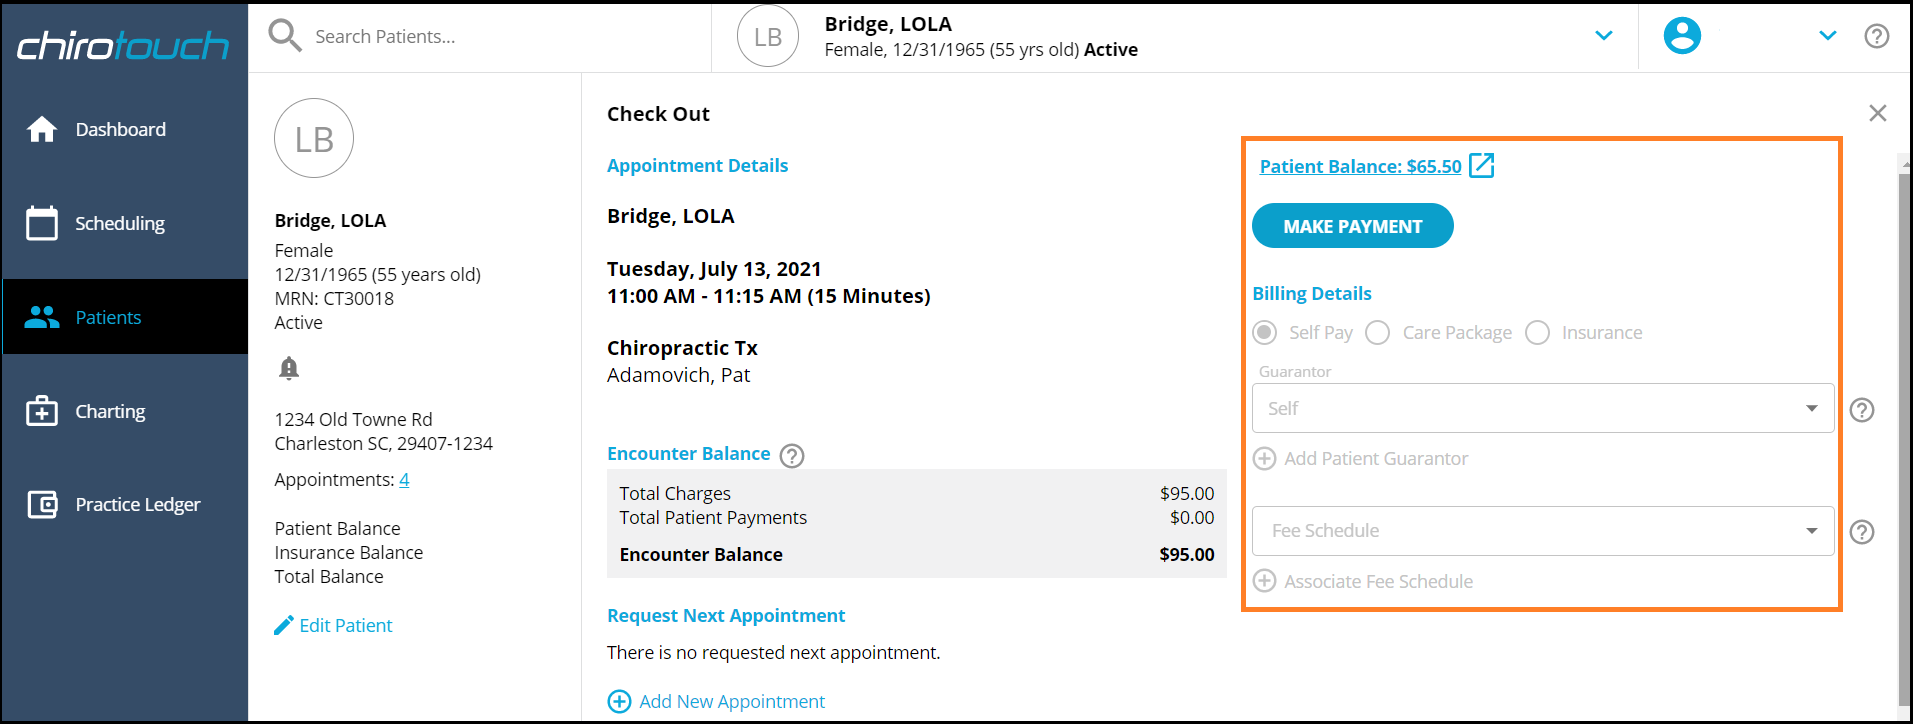 chirotouch
Search Patients...
LB
Bridge, LOLA
Female, 12/31/1965 (55 yrs old) Active
Dashboard
Scheduling
Patients
Charting
Practice Ledger
LB
Bridge, LOLA
Female
12/31/1965 (55 years old)
MRN: CT30018
Active
1234 Old Towne Rd
Charleston SC, 29407-1234
Appointments: 4
Patient Balance
Insurance Balance
Total Balance
Edit Patient
Check Out
Appointment Details
Bridge, LOLA
Tuesday, July 13, 2021
11:00 AM - 11:15 AM (15 Minutes)
Chiropractic Tx
Adamovich, Pat
Encounter Balance
Total Charges $95.00
Total Patient Payments $0.00
Encounter Balance $95.00
Request Next Appointment
There is no requested next appointment.
Add New Appointment
Patient Balance: $65.50
MAKE PAYMENT
Billing Details
Self Pay Care Package Insurance
Guarantor
Self
Add Patient Guarantor
Fee Schedule
Associate Fee Schedule